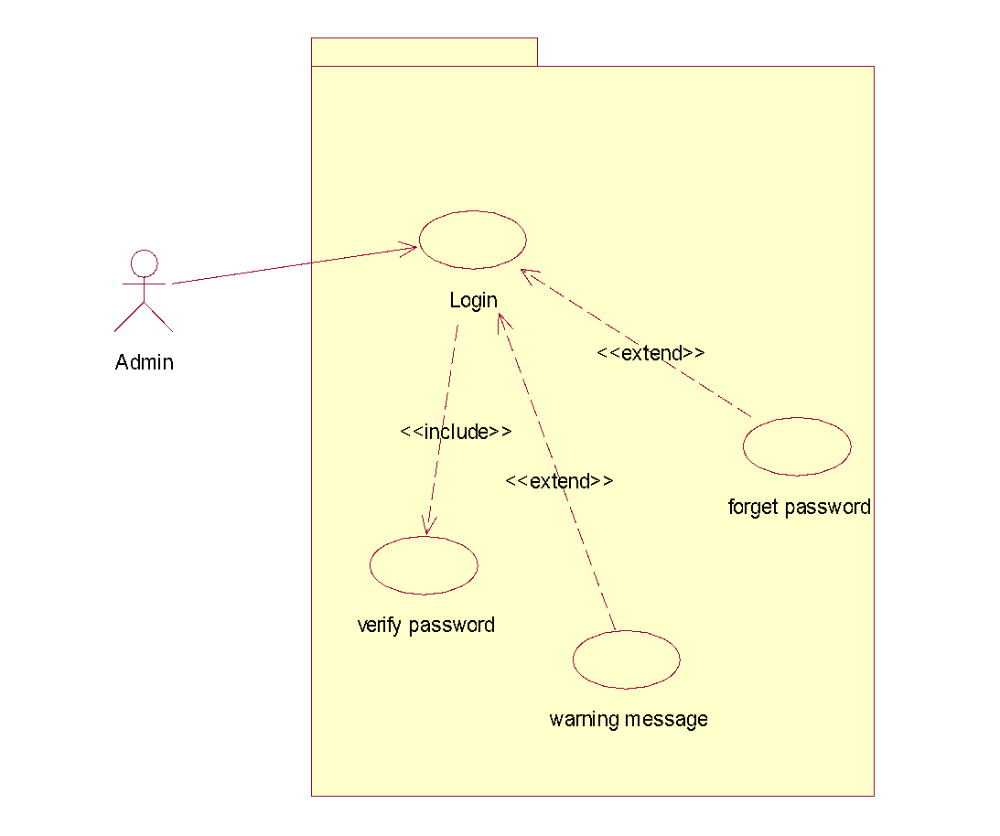 Login
Admin
<<extend>>
<<include>>
<<extend>>
forget password
verify password
warning message